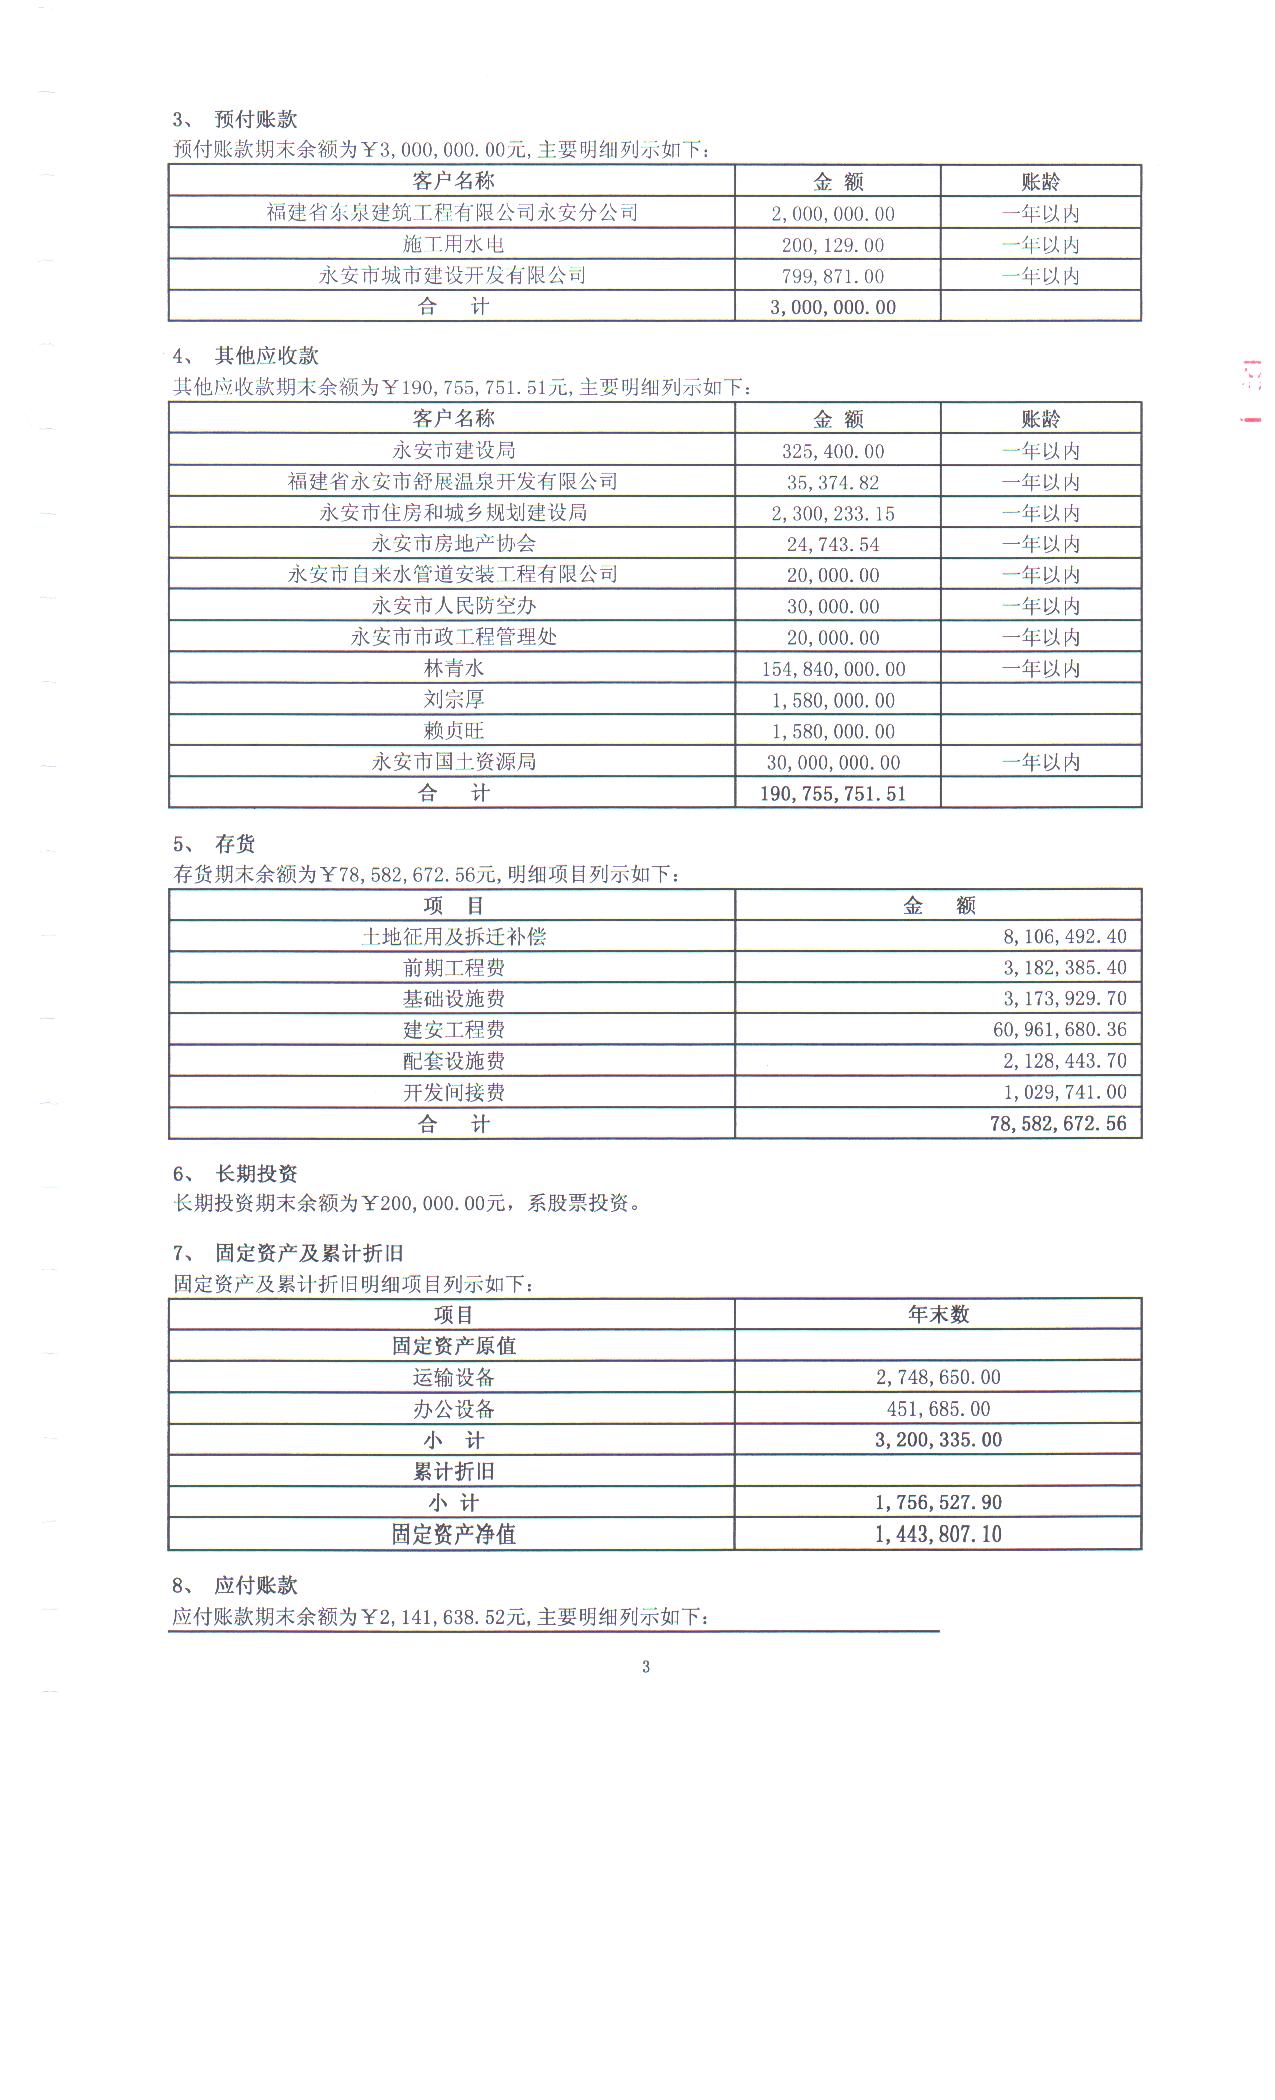 3、 预付账款
预付账款期末余额为￥3,000,000.00元,主要明细列示如下:
客户名称 金 额 账龄
福建省东泉建筑工程有限公司永安分公司 2,000,000.00 一年以内
施工用水电 200,129.00 一年以内
永安市城市建设开发有限公司 799,871.00 一年以内
合 计 3,000,000.00
4、 其他应收款
其他应收款期末余额为￥190,755,751.51元,主要明细列示如下:
客户名称 金 额 账龄
永安市建设局 325,400.00 一年以内
福建省永安市舒展温泉开发有限公司 35,374.82 一年以内
永安市住房和城乡规划建设局 2,300,233.15 一年以内
永安市房地产协会 24,743.54 一年以内
永安市自来水管道安装工程有限公司 20,000.00 一年以内
永安市人民防空办 30,000.00 一年以内
永安市市政工程管理处 20,000.00 一年以内
林青水 154,840,000.00 一年以内
刘宗厚 1,580,000.00
赖贞旺 1,580,000.00
永安市国土资源局 30,000,000.00 一年以内
合 计 190,755,751.51
5、 存货
存货期末余额为￥78,582,672.56元,明细项目列示如下:
项 目 金 额
土地征用及拆迁补偿 8,106,492.40
前期工程费 3,182,385.40
基础设施费 3,173,929.70
建安工程费 60,961,680.36
配套设施费 2,128,443.70
开发间接费 1,029,741.00
合 计 78,582,672.56
6、 长期投资
长期投资期末余额为￥200,000.00元，系股票投资。
7、 固定资产及累计折旧
固定资产及累计折旧明细项目列示如下:
项目 年末数
固定资产原值
运输设备 2,748,650.00
办公设备 451,685.00
小 计 3,200,335.00
累计折旧
小 计 1,756,527.90
固定资产净值 1,443,807.10
8、 应付账款
应付账款期末余额为￥2,141,638.52元,主要明细列示如下:
3